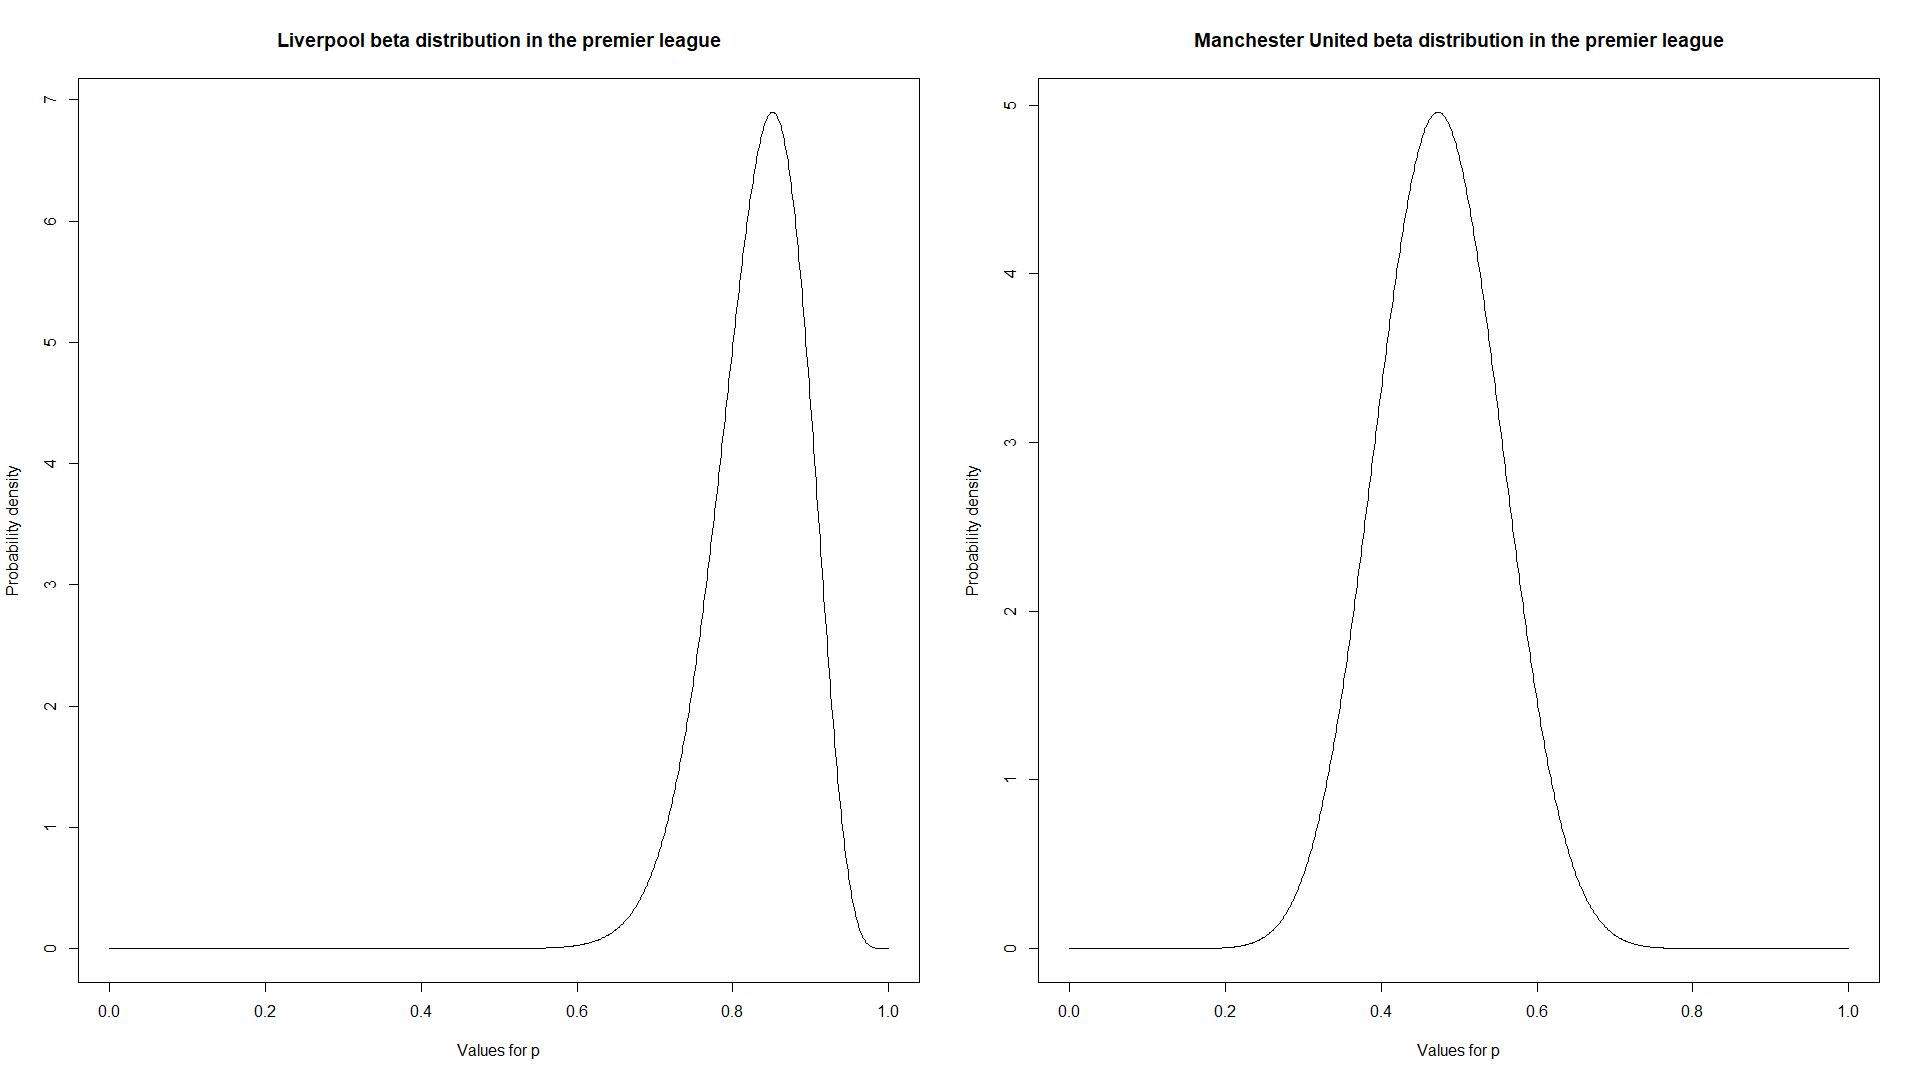 Liverpool beta distribution in the premier league
Probability density
7
6
5
4
3
2
1
0
0.0 0.2 0.4 0.6 0.8 1.0
Values for p
Manchester United beta distribution in the premier league
Probability density
5
4
3
2
1
0
0.0 0.2 0.4 0.6 0.8 1.0
Values for p